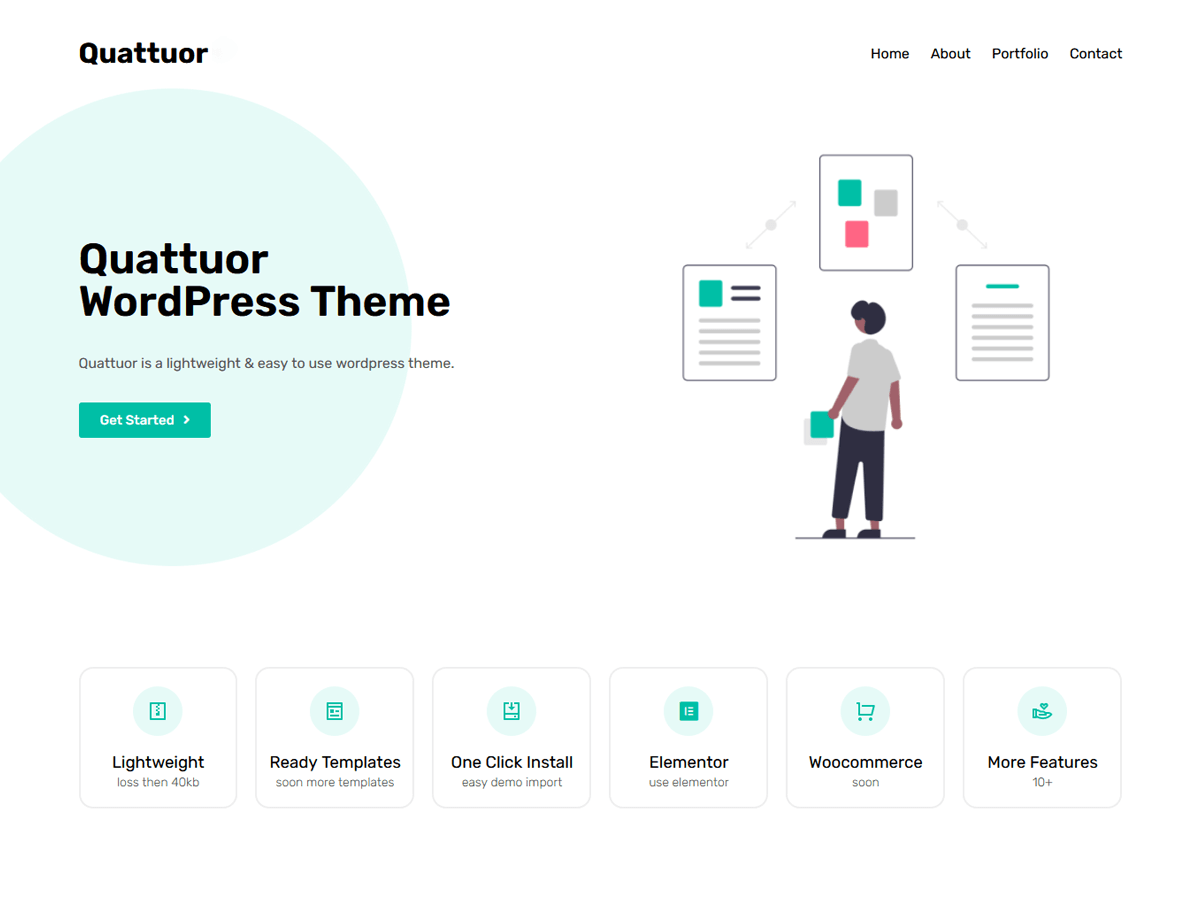 Quattuor
Home About Portfolio Contact
Quattuor
WordPress Theme
Quattuor is a lightweight & easy to use wordpress theme.
Get Started
Lightweight
loss then 40kb
Ready Templates
soon more templates
One Click Install
easy demo import
Elementor
use elementor
Woocommerce
soon
More Features
10+